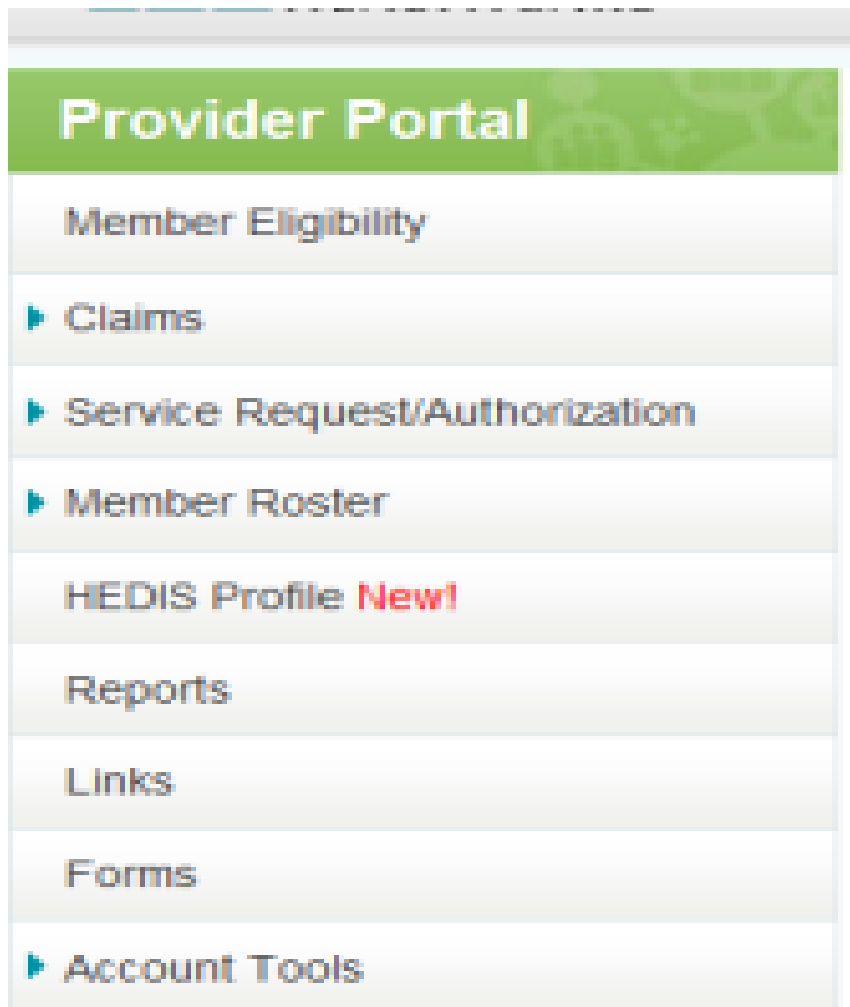 Provider Portal
Member Eligibility
Claims
Service Request/Authorization
Member Roster
HEDIS Profile New!
Reports
Links
Forms
Account Tools